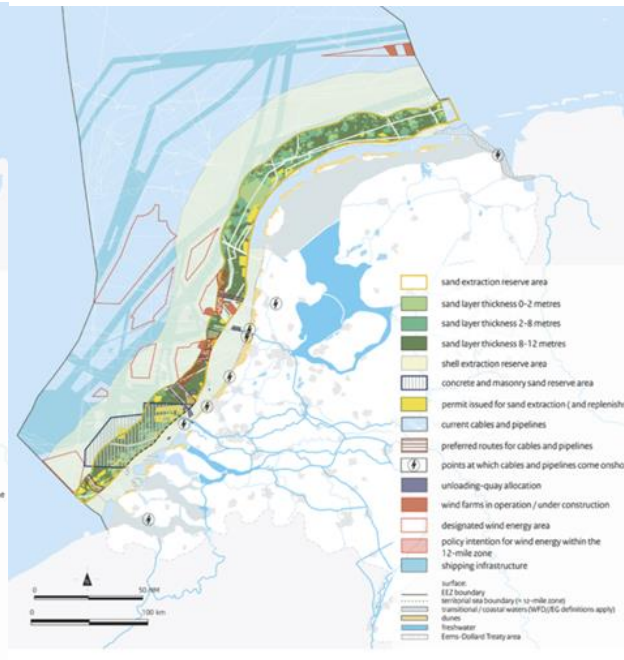 sand extraction reserve area
sand layer thickness 0-2 metres
sand layer thickness 2-8 metres
sand layer thickness 8-12 metres
shell extraction reserve area
concrete and masonry sand reserve area
permit issued for sand extraction ( and replenish
current cables and pipelines
preferred routes for cables and pipelines
points at which cables and pipelines come onsho
unloading-quay allocation
wind farms in operation / under construction
designated wind energy area
policy intention for wind energy within the
12-mile zone
shipping infrastructure
surface:
EEZ boundary
territorial sea boundary (= 12-mile zone)
transitional / coastal waters (WFD/EG definitions apply)
dunes
freshwater
Eems-Dollard Treaty area
0 50 NM
0 100 km